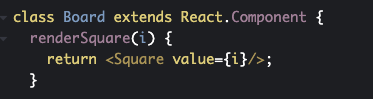 class Board extends React.Component {
  renderSquare(i) {
    return <Square value={i}/>;
  }